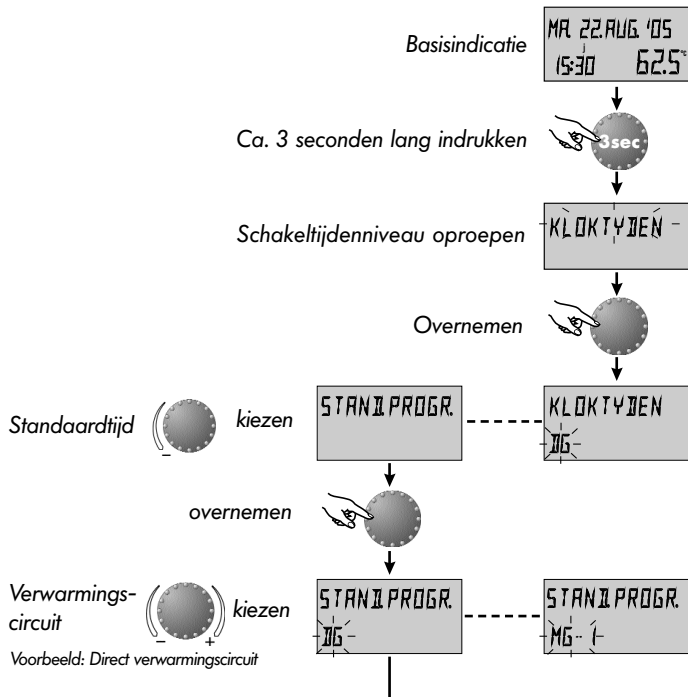 Basisindicatie
MA. 22.AUG. '05
15:30 62.5°c
Ca. 3 seconden lang indrukken
3sec
Schakeltijdenniveau oproepen
KLOKTYDEN
Overnemen
Standaardtijd
-
kiezen
STAND.PROGR.
KLOKTYDEN
DG
overnemen
Verwarmings-
circuit
- +
kiezen
Voorbeeld: Direct verwarmingscircuit
STAND.PROGR.
DG
STAND.PROGR.
MG- 1